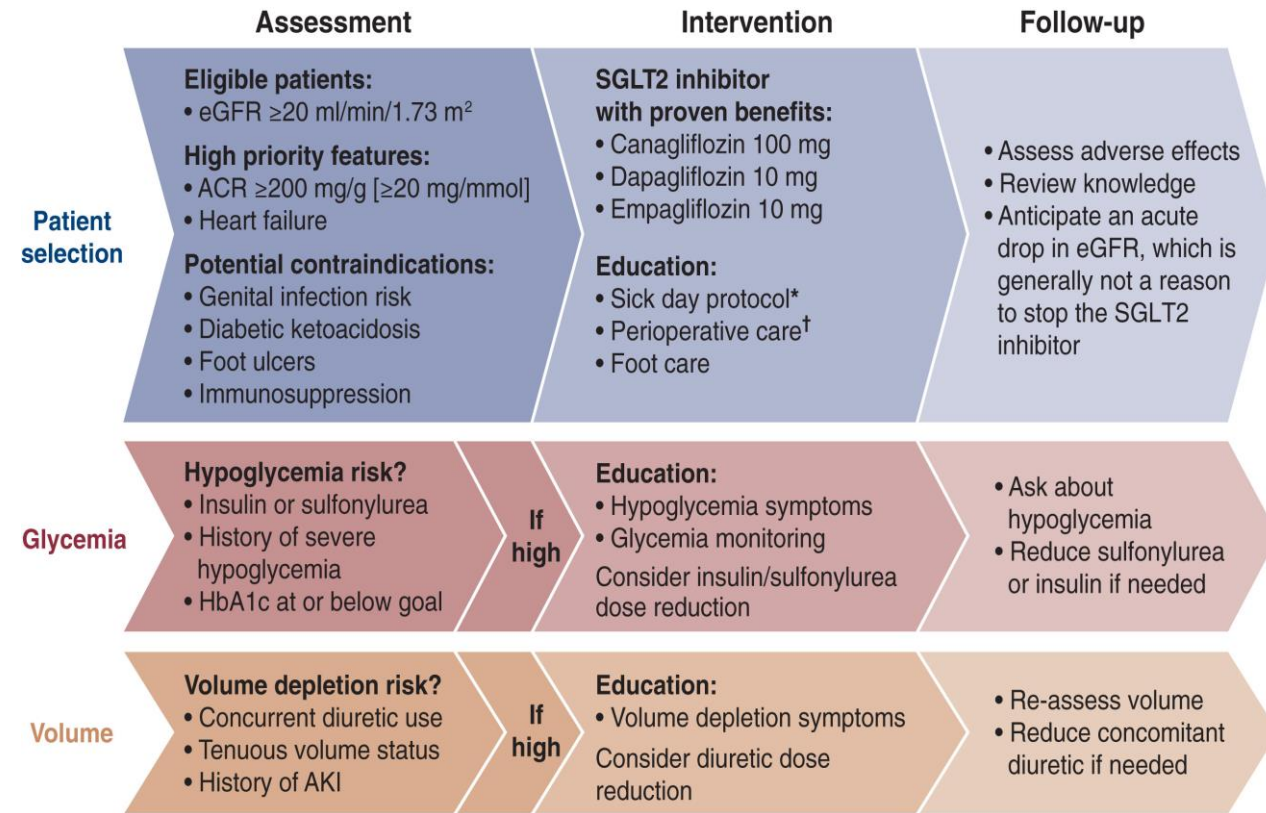 Assessment
Intervention
Follow-up
Patient
selection
Eligible patients:
• eGFR ≥20 ml/min/1.73 m²
High priority features:
• ACR ≥200 mg/g [≥20 mg/mmol]
• Heart failure
Potential contraindications:
• Genital infection risk
• Diabetic ketoacidosis
• Foot ulcers
• Immunosuppression
SGLT2 inhibitor
with proven benefits:
• Canagliflozin 100 mg
• Dapagliflozin 10 mg
• Empagliflozin 10 mg
Education:
• Sick day protocol*
• Perioperative care†
• Foot care
• Assess adverse effects
• Review knowledge
• Anticipate an acute
drop in eGFR, which is
generally not a reason
to stop the SGLT2
inhibitor
Glycemia
Hypoglycemia risk?
• Insulin or sulfonylurea
• History of severe
hypoglycemia
• HbA1c at or below goal
If
high
Education:
• Hypoglycemia symptoms
• Glycemia monitoring
Consider insulin/sulfonylurea
dose reduction
• Ask about
hypoglycemia
• Reduce sulfonylurea
or insulin if needed
Volume
Volume depletion risk?
• Concurrent diuretic use
• Tenuous volume status
• History of AKI
If
high
Education:
• Volume depletion symptoms
Consider diuretic dose
reduction
• Re-assess volume
• Reduce concomitant
diuretic if needed